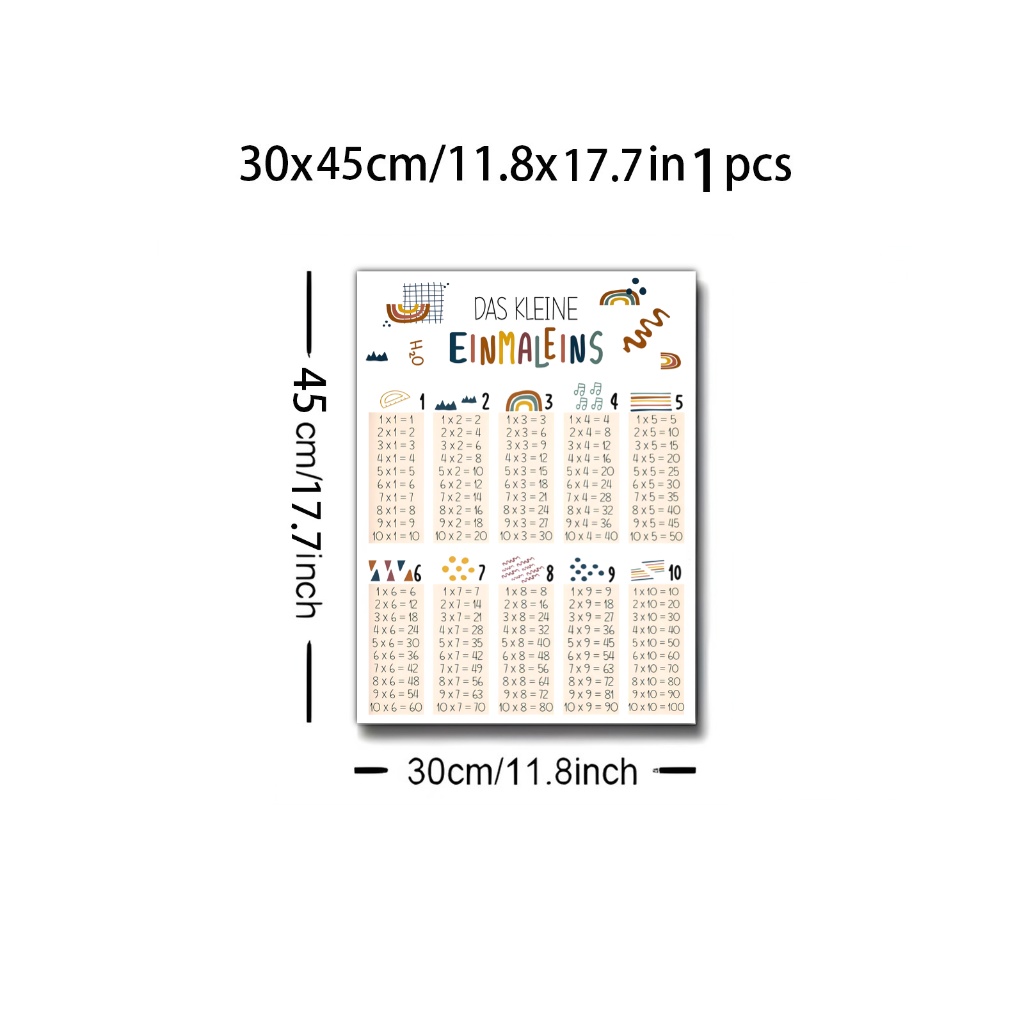 30x45cm/11.8x17.7in 1 pcs
45 cm/17.7inch
DAS KLEINE
EINMALEINS
H2O
1
1 x 1 = 1
2 x 1 = 2
3 x 1 = 3
4 x 1 = 4
5 x 1 = 5
6 x 1 = 6
7 x 1 = 7
8 x 1 = 8
9 x 1 = 9
10 x 1 = 10
2
1 x 2 = 2
2 x 2 = 4
3 x 2 = 6
4 x 2 = 8
5 x 2 = 10
6 x 2 = 12
7 x 2 = 14
8 x 2 = 16
9 x 2 = 18
10 x 2 = 20
3
1 x 3 = 3
2 x 3 = 6
3 x 3 = 9
4 x 3 = 12
5 x 3 = 15
6 x 3 = 18
7 x 3 = 21
8 x 3 = 24
9 x 3 = 27
10 x 3 = 30
4
1 x 4 = 4
2 x 4 = 8
3 x 4 = 12
4 x 4 = 16
5 x 4 = 20
6 x 4 = 24
7 x 4 = 28
8 x 4 = 32
9 x 4 = 36
10 x 4 = 40
5
1 x 5 = 5
2 x 5 = 10
3 x 5 = 15
4 x 5 = 20
5 x 5 = 25
6 x 5 = 30
7 x 5 = 35
8 x 5 = 40
9 x 5 = 45
10 x 5 = 50
6
1 x 6 = 6
2 x 6 = 12
3 x 6 = 18
4 x 6 = 24
5 x 6 = 30
6 x 6 = 36
7 x 6 = 42
8 x 6 = 48
9 x 6 = 54
10 x 6 = 60
7
1 x 7 = 7
2 x 7 = 14
3 x 7 = 21
4 x 7 = 28
5 x 7 = 35
6 x 7 = 42
7 x 7 = 49
8 x 7 = 56
9 x 7 = 63
10 x 7 = 70
8
1 x 8 = 8
2 x 8 = 16
3 x 8 = 24
4 x 8 = 32
5 x 8 = 40
6 x 8 = 48
7 x 8 = 56
8 x 8 = 64
9 x 8 = 72
10 x 8 = 80
9
1 x 9 = 9
2 x 9 = 18
3 x 9 = 27
4 x 9 = 36
5 x 9 = 45
6 x 9 = 54
7 x 9 = 63
8 x 9 = 72
9 x 9 = 81
10 x 9 = 90
10
1 x 10 = 10
2 x 10 = 20
3 x 10 = 30
4 x 10 = 40
5 x 10 = 50
6 x 10 = 60
7 x 10 = 70
8 x 10 = 80
9 x 10 = 90
10 x 10 = 100
30cm/11.8inch